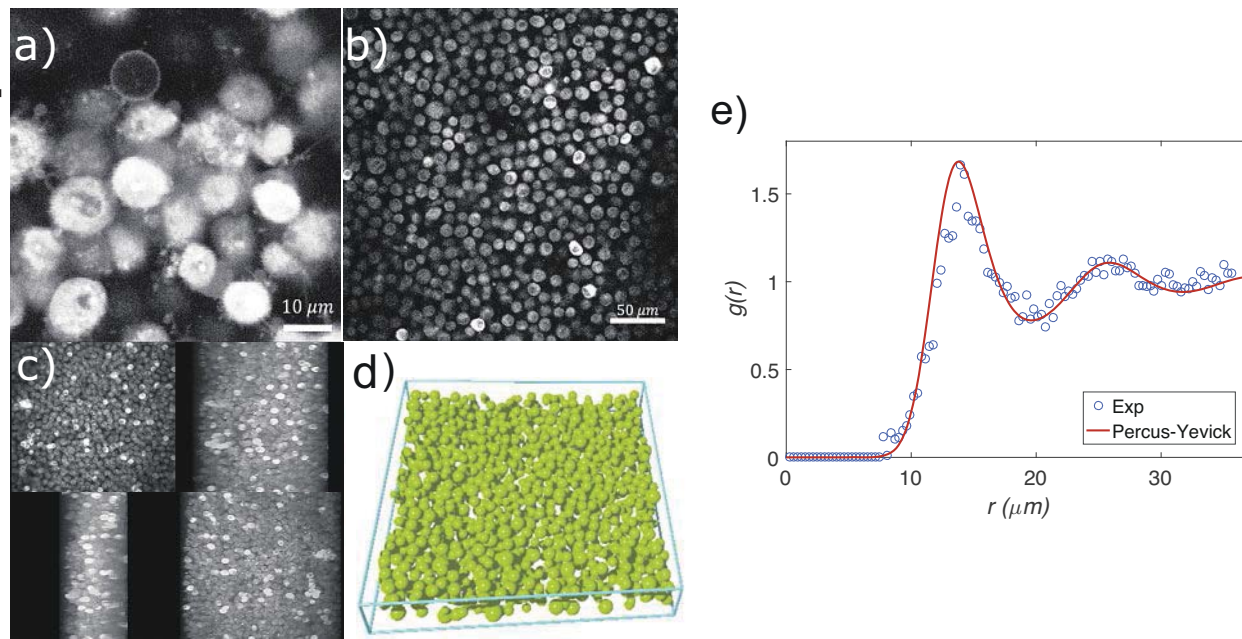 a)
10 μm
b)
50 μm
c)
d)
e)
g(r)
1.5
1
0.5
0
0
10
20
30
r (μm)
Exp
Percus-Yevick